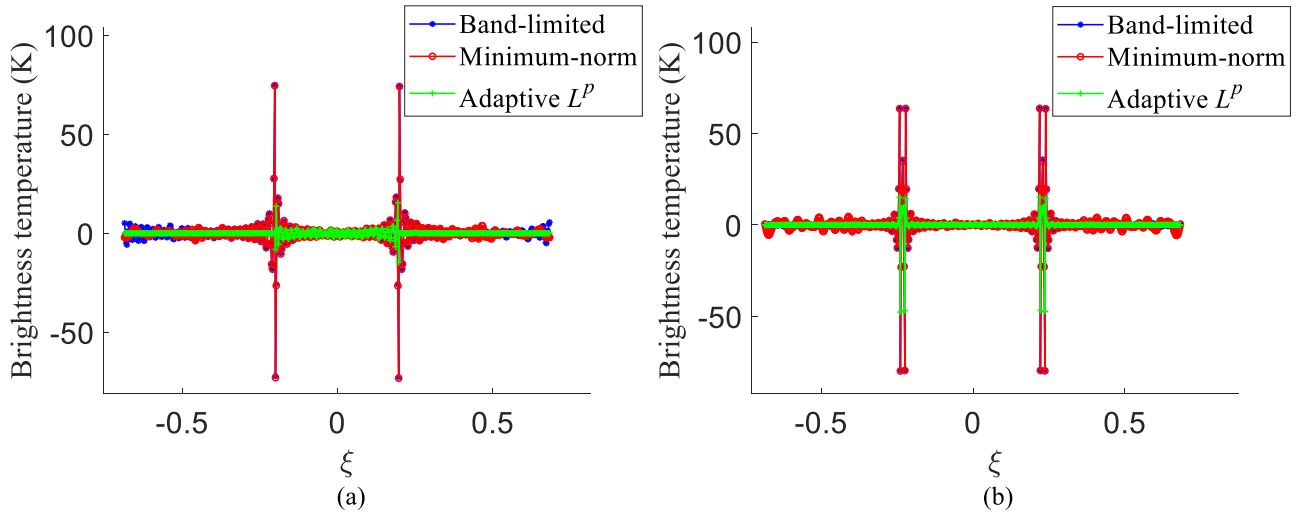 Brightness temperature (K)
100
50
0
-50
-0.5
0
0.5
ξ
(a)
Band-limited
Minimum-norm
Adaptive L^p
Brightness temperature (K)
100
50
0
-50
-0.5
0
0.5
ξ
(b)
Band-limited
Minimum-norm
Adaptive L^p